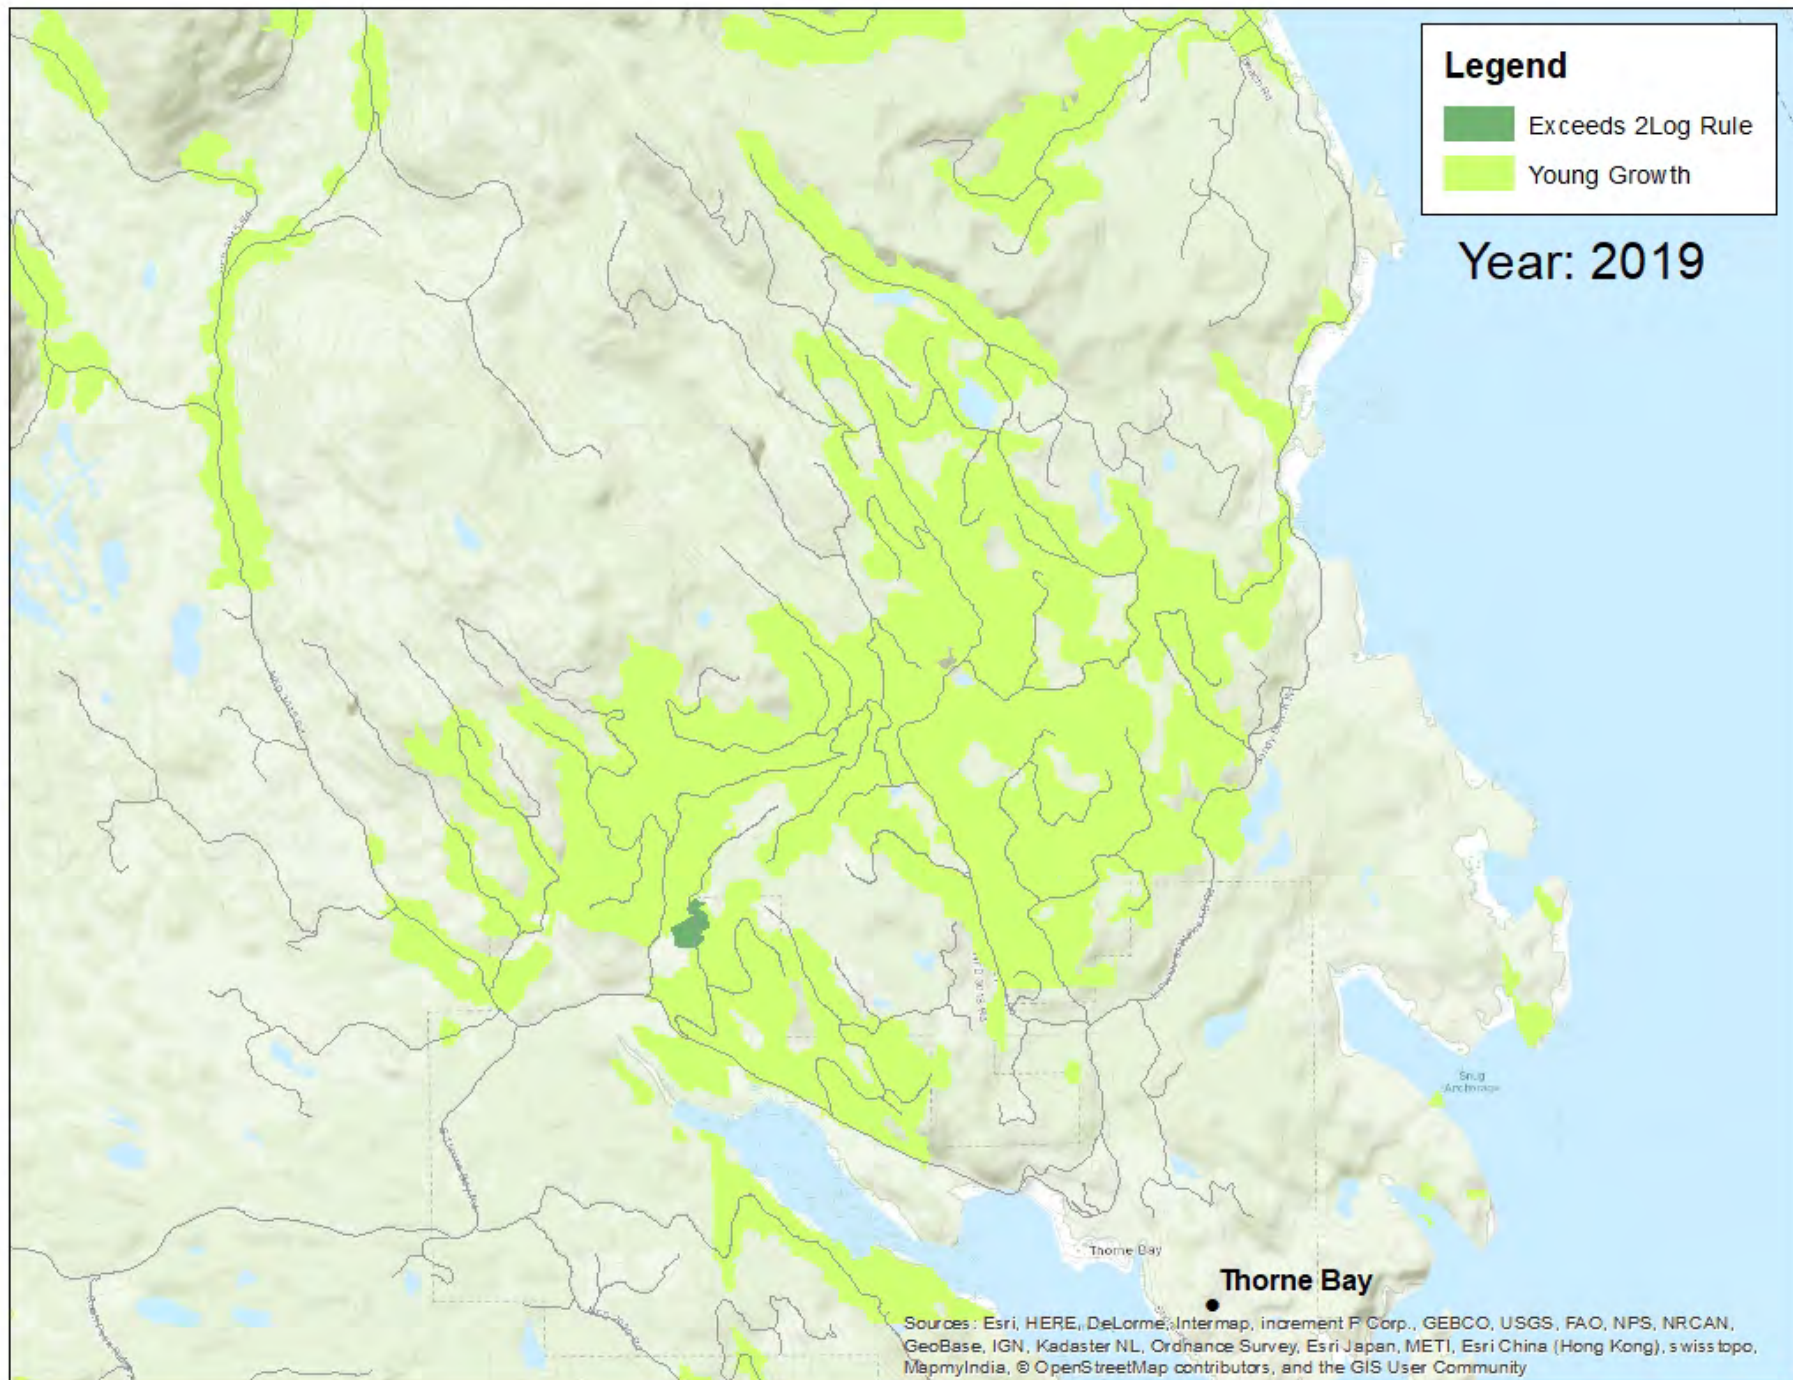 Legend
Exceeds 2Log Rule
Young Growth
Year: 2019
Snug
Anchorage
Thorne Bay
Thorne Bay
Sources: Esri, HERE, DeLorme, Intermap, increment P Corp., GEBCO, USGS, FAO, NPS, NRCAN,
GeoBase, IGN, Kadaster NL, Ordnance Survey, Esri Japan, METI, Esri China (Hong Kong), swisstopo,
MapmyIndia, © OpenStreetMap contributors, and the GIS User Community